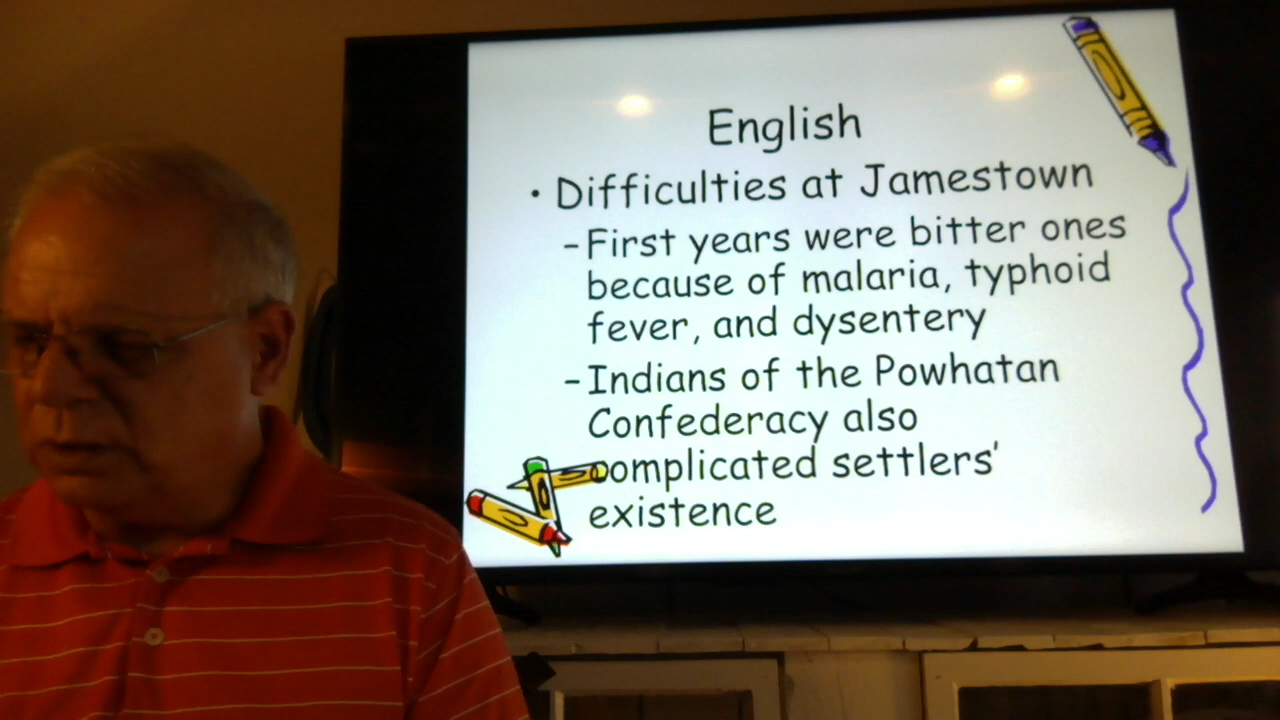 English
• Difficulties at Jamestown
– First years were bitter ones
because of malaria, typhoid
fever, and dysentery
– Indians of the Powhatan
Confederacy also
complicated settlers'
existence